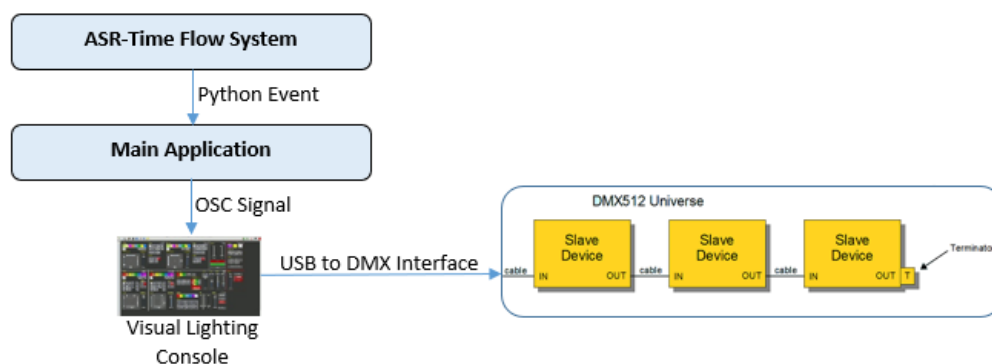 ASR-Time Flow System
Python Event
Main Application
OSC Signal
USB to DMX Interface
Visual Lighting
Console
DMX512 Universe
cable
Slave
Device
IN
OUT
cable
Slave
Device
IN
OUT
cable
Slave
Device
IN
OUT
T
Terminator